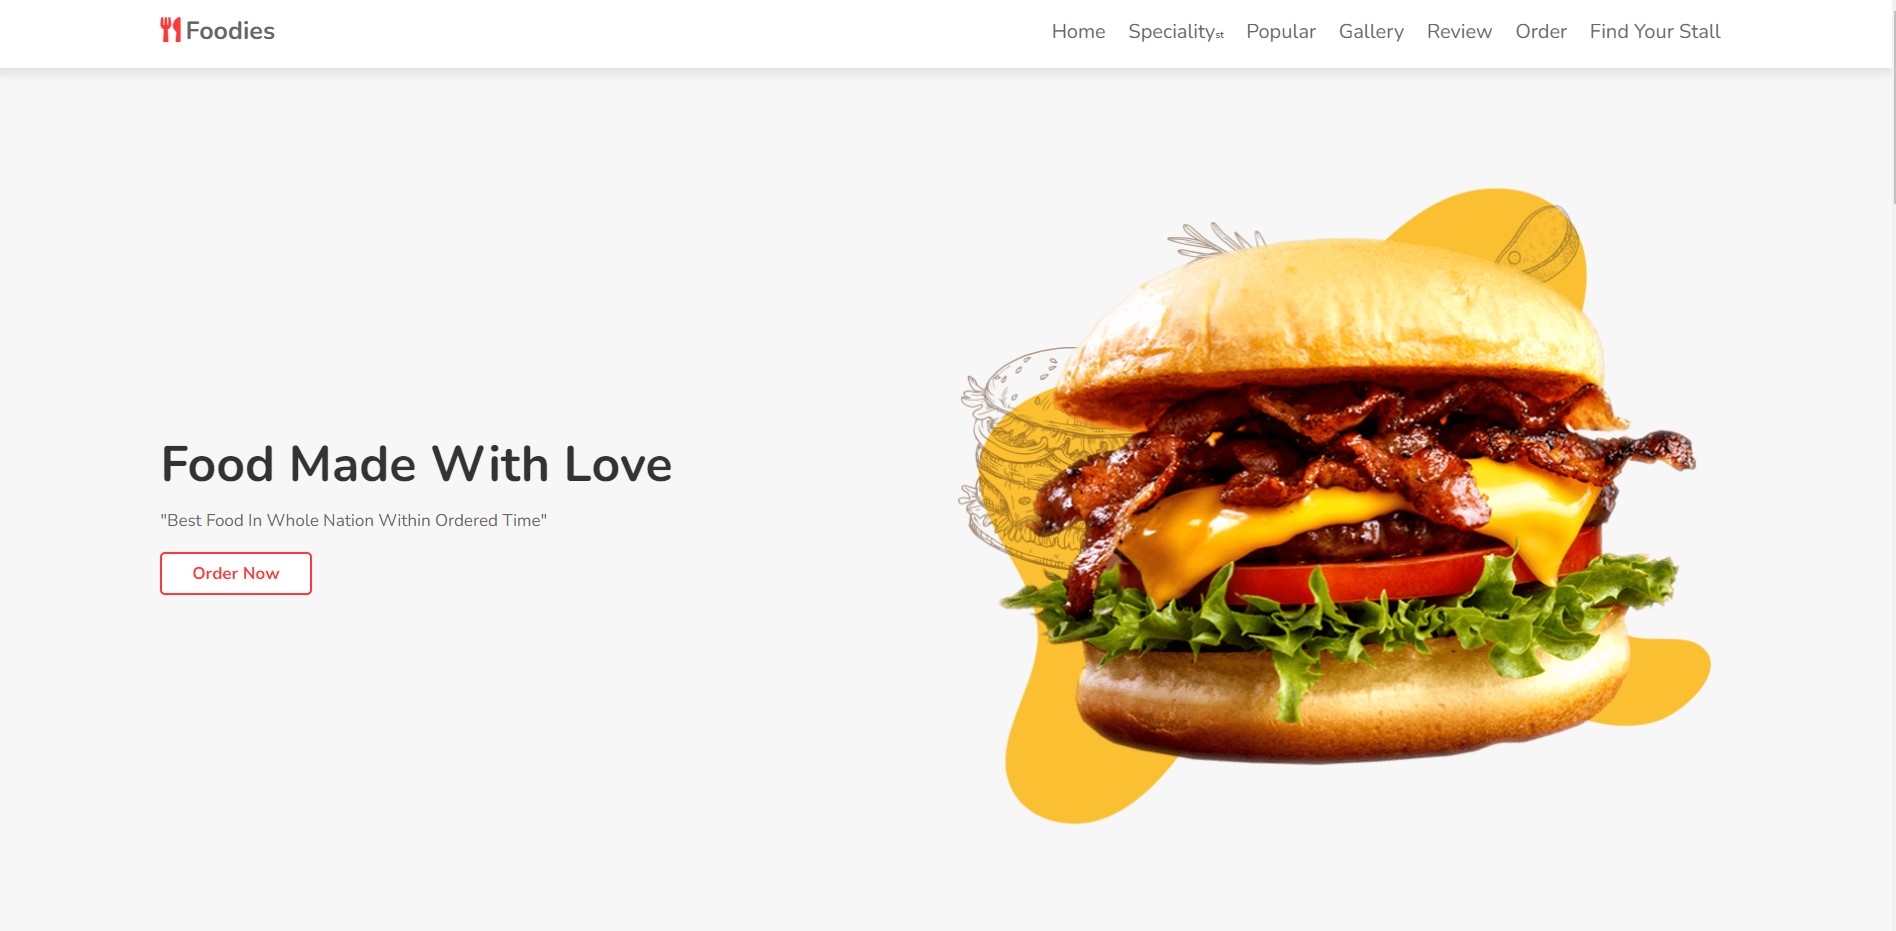 Foodies
Home Specialityst Popular Gallery Review Order Find Your Stall
Food Made With Love
"Best Food In Whole Nation Within Ordered Time"
Order Now